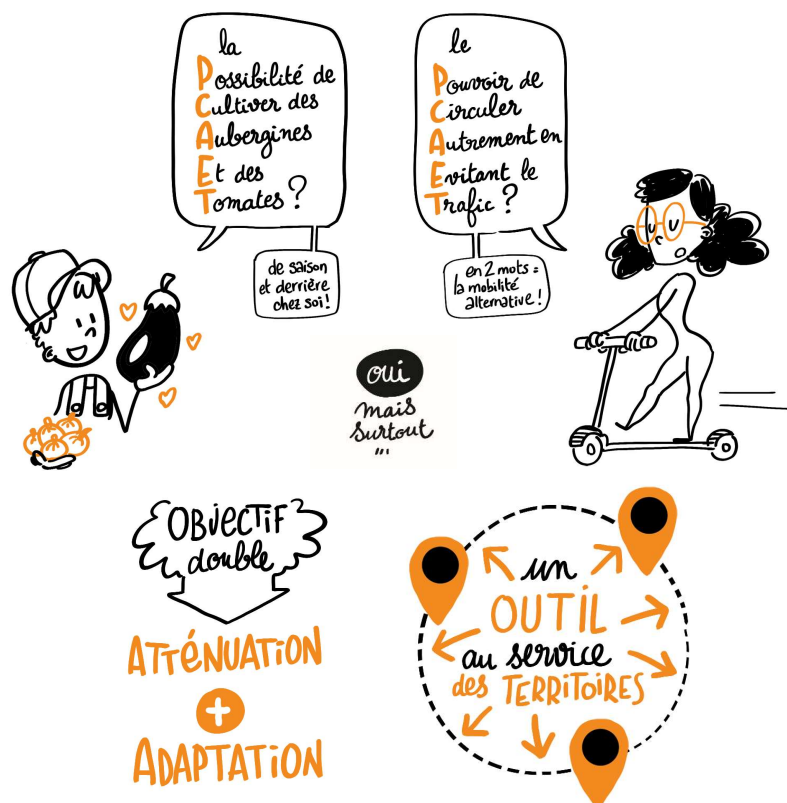 la
Possibilité de
Cultiver des
Aubergines
Et des
Tomates ?
de saison
et derrière
chez soi !
le
Pouvoir de
Circuler
Autrement en
Evitant le
Trafic ?
en 2 mots =
la mobilité
alternative !
oui
mais
surtout
...
OBJECTIF
double
ATTÉNUATION
+
ADAPTATION
un
OUTIL
au service
des TERRITOIRES